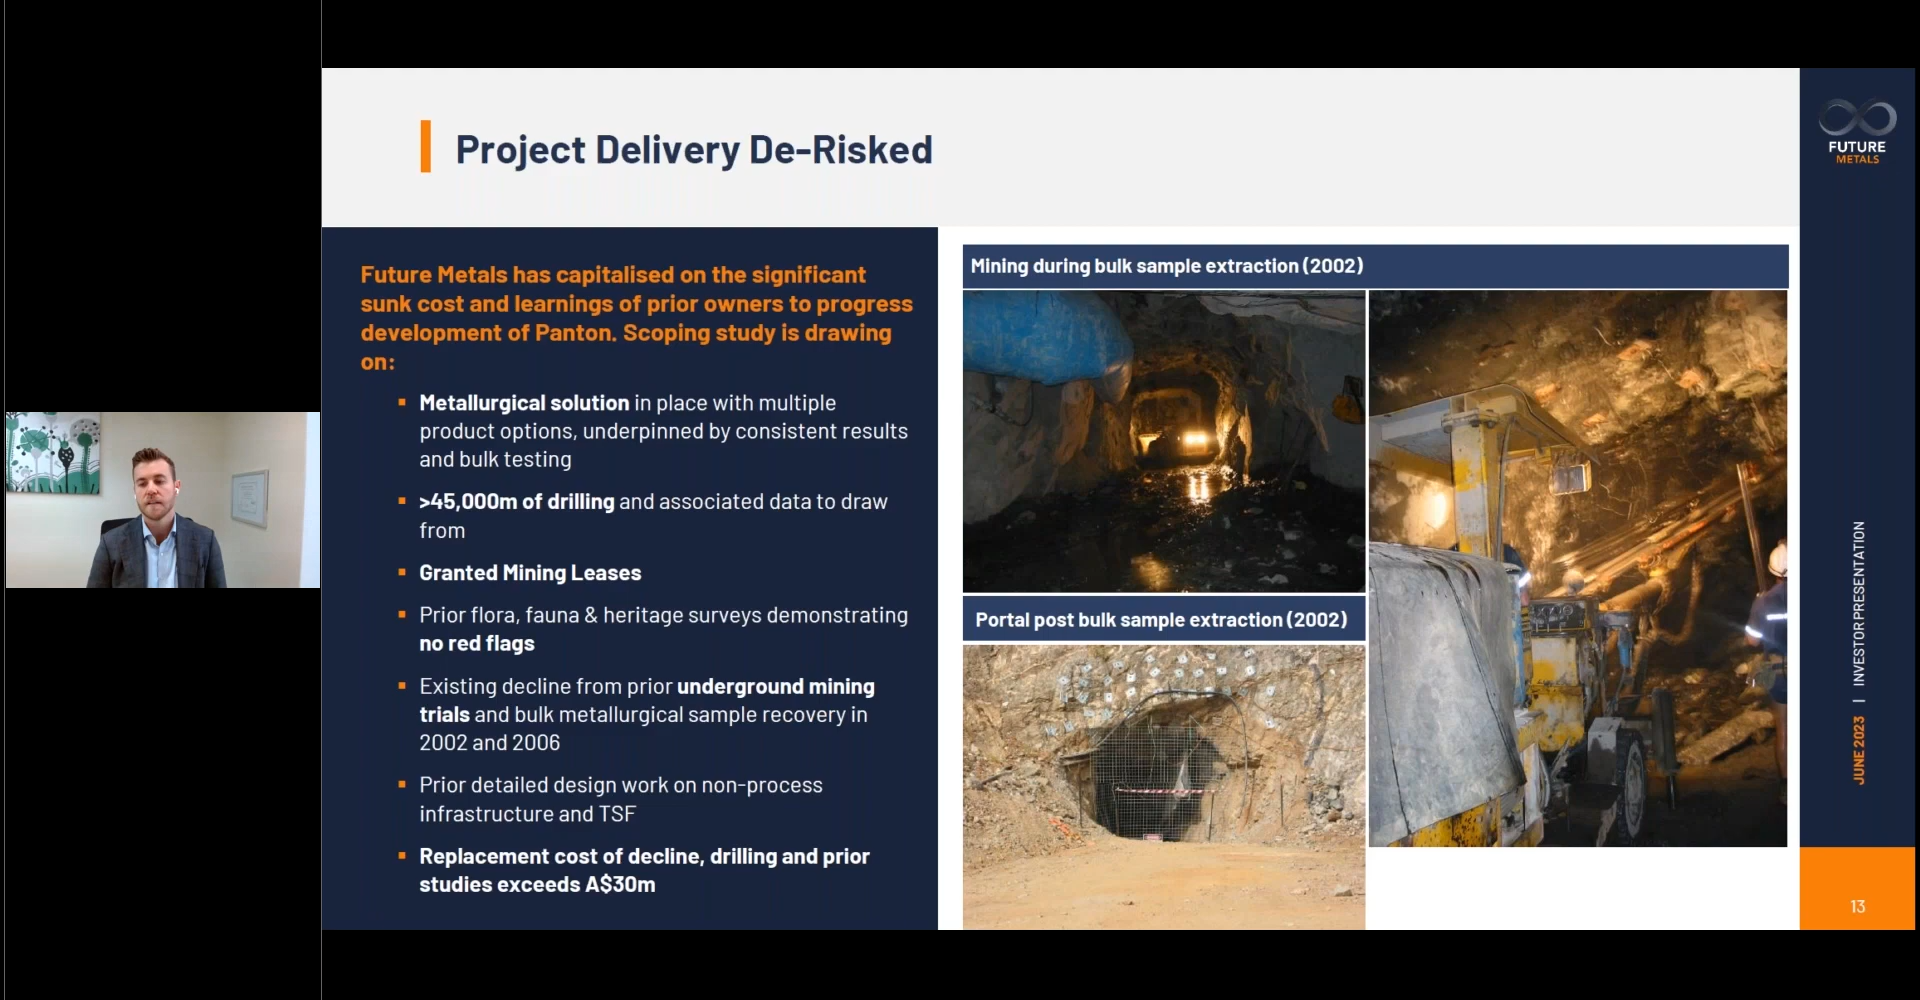 Project Delivery De-Risked
FUTURE
METALS
Future Metals has capitalised on the significant
sunk cost and learnings of prior owners to progress
development of Panton. Scoping study is drawing
on:
▪ Metallurgical solution in place with multiple
product options, underpinned by consistent results
and bulk testing
▪ >45,000m of drilling and associated data to draw
from
▪ Granted Mining Leases
▪ Prior flora, fauna & heritage surveys demonstrating
no red flags
▪ Existing decline from prior underground mining
trials and bulk metallurgical sample recovery in
2002 and 2006
▪ Prior detailed design work on non-process
infrastructure and TSF
▪ Replacement cost of decline, drilling and prior
studies exceeds A$30m
Mining during bulk sample extraction (2002)
Portal post bulk sample extraction (2002)
JUNE 2023 | INVESTOR PRESENTATION
13